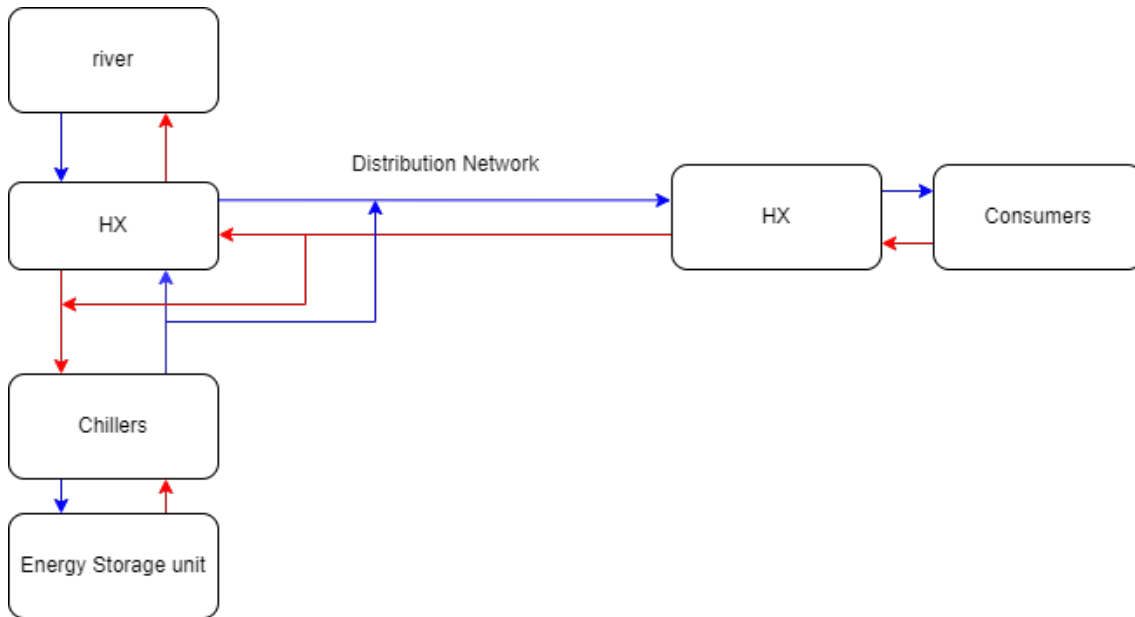 river
Distribution Network
HX
HX
Consumers
Chillers
Energy Storage unit